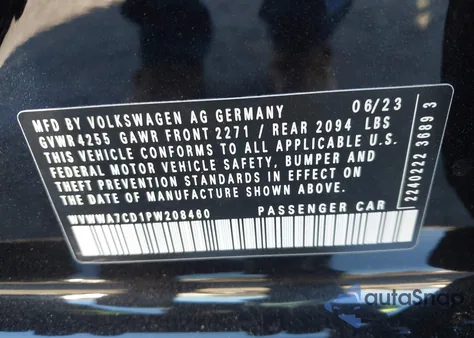 MFD BY VOLKSWAGEN AG GERMANY 06/23
GVWR 4255 GAWR FRONT 2271 / REAR 2094 LBS
THIS VEHICLE CONFORMS TO ALL APPLICABLE U.S.
FEDERAL MOTOR VEHICLE SAFETY, BUMPER AND
THEFT PREVENTION STANDARDS IN EFFECT ON
THE DATE OF MANUFACTURE SHOWN ABOVE.
WVWWA7CD1PW208460 PASSENGER CAR
2240222 3689 3
autoSnap